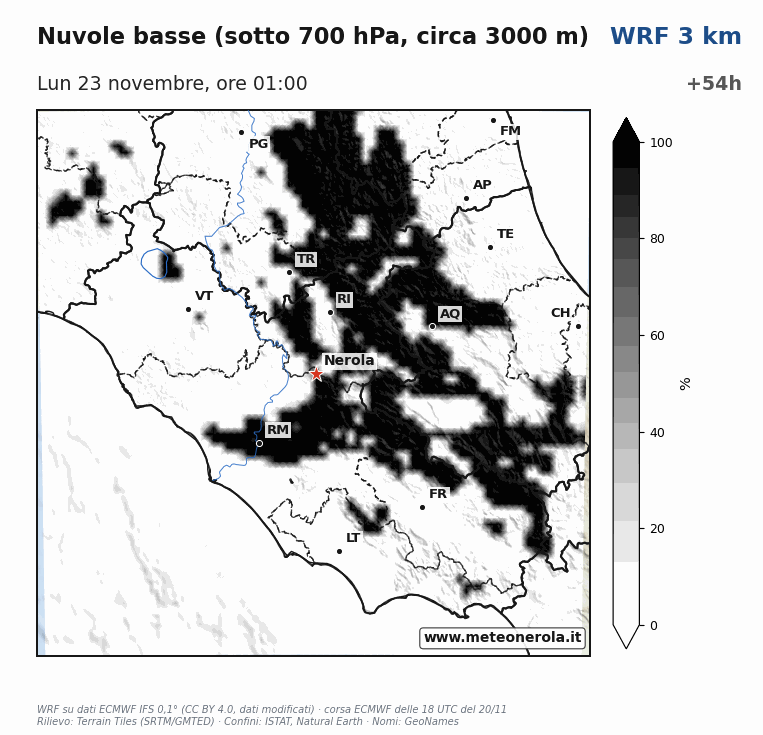 Nuvole basse (sotto 700 hPa, circa 3000 m) WRF 3 km
Lun 23 novembre, ore 01:00 +54h
FM
PG
AP
TE
TR
VT
RI
AQ
CH
Nerola
RM
FR
LT
100
80
60
40
20
0
%
www.meteonerola.it
WRF su dati ECMWF IFS 0,1° (CC BY 4.0, dati modificati) · corsa ECMWF delle 18 UTC del 20/11
Rilievo: Terrain Tiles (SRTM/GMTED) · Confini: ISTAT, Natural Earth · Nomi: GeoNames